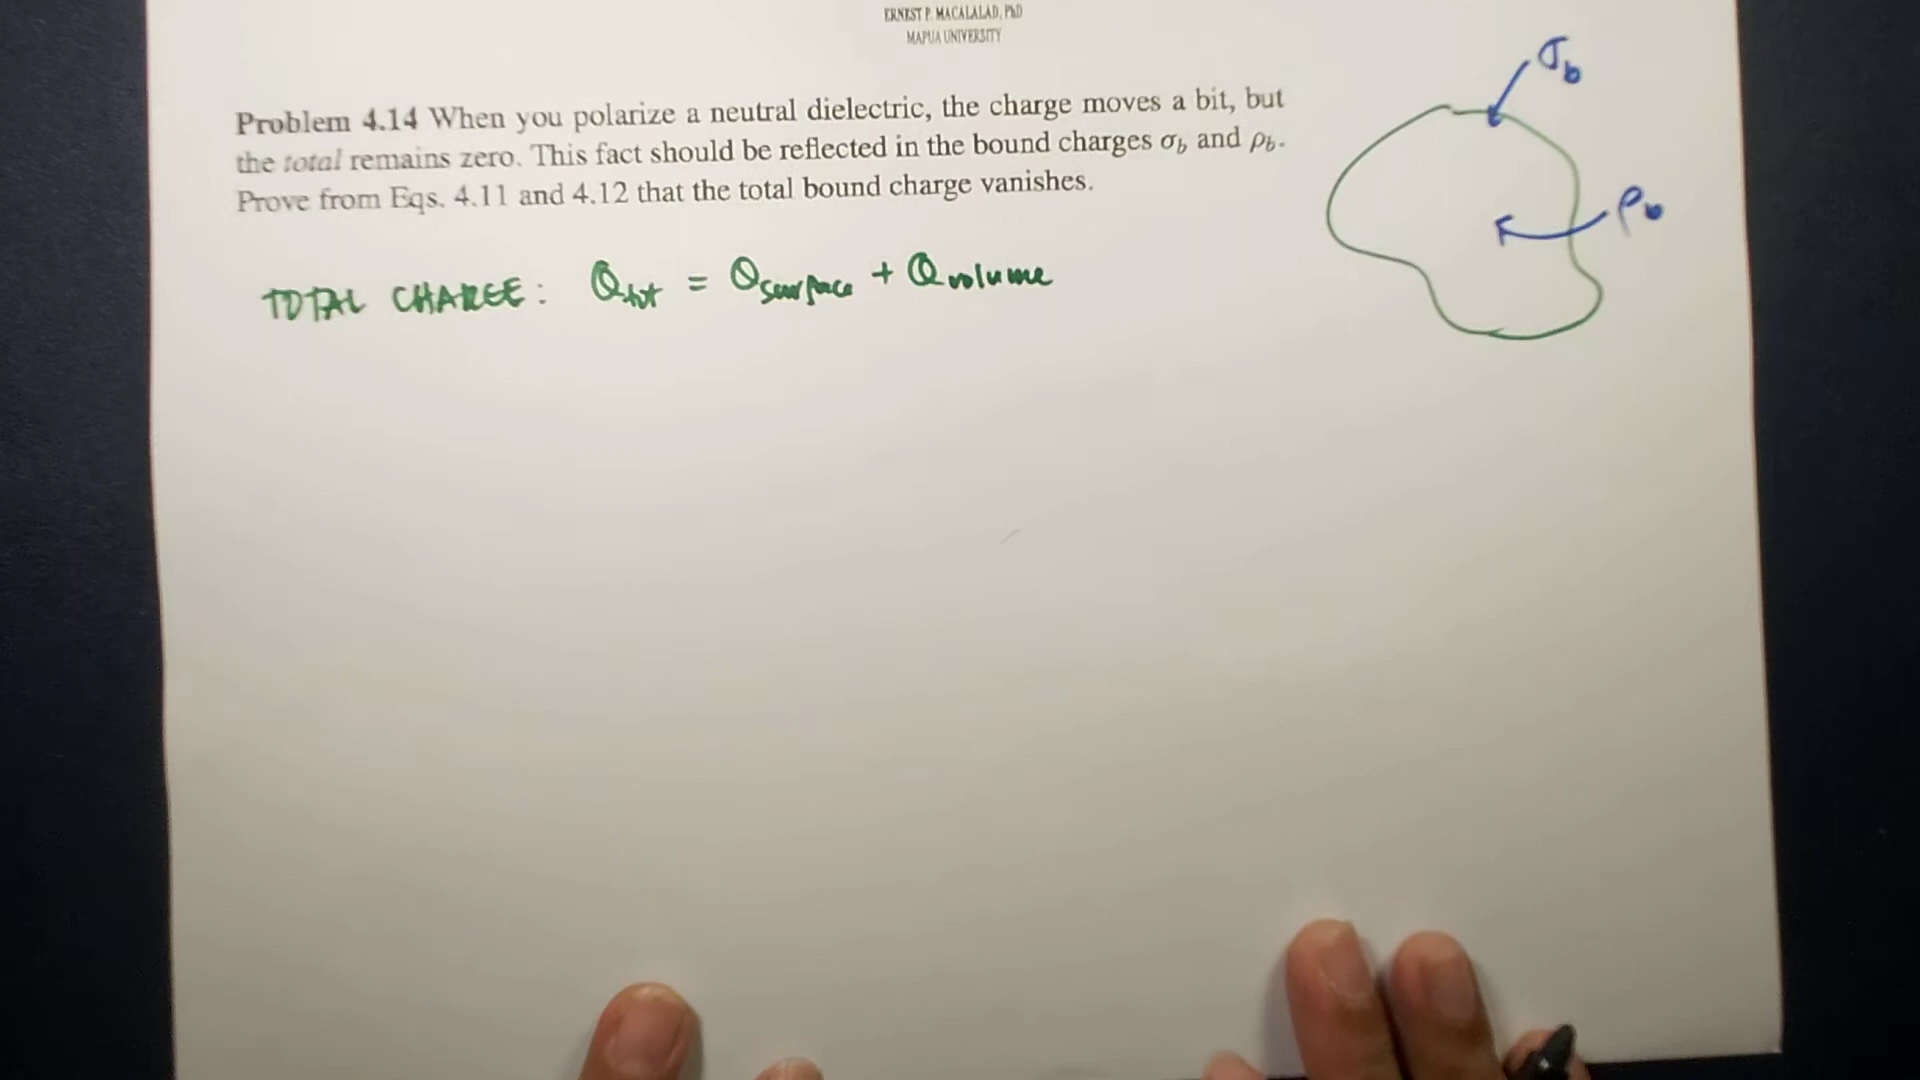 ERNEST P. MACALALAD, PhD
MAPUA UNIVERSITY
Problem 4.14 When you polarize a neutral dielectric, the charge moves a bit, but
the total remains zero. This fact should be reflected in the bound charges σb and ρb.
Prove from Eqs. 4.11 and 4.12 that the total bound charge vanishes.
TOTAL CHARGE: Qtot = Qsurface + Qvolume
σb
ρb